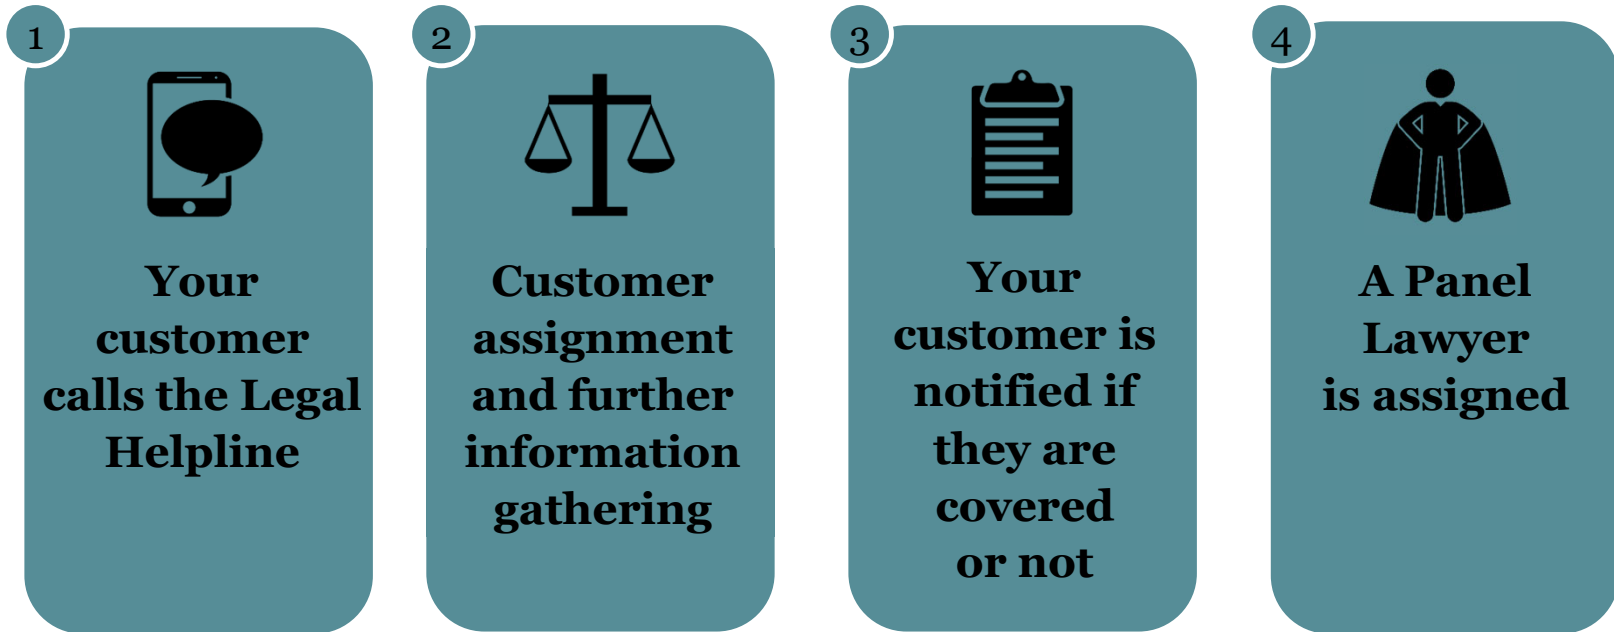 1
Your
customer
calls the Legal
Helpline
2
Customer
assignment
and further
information
gathering
3
Your
customer is
notified if
they are
covered
or not
4
A Panel
Lawyer
is assigned